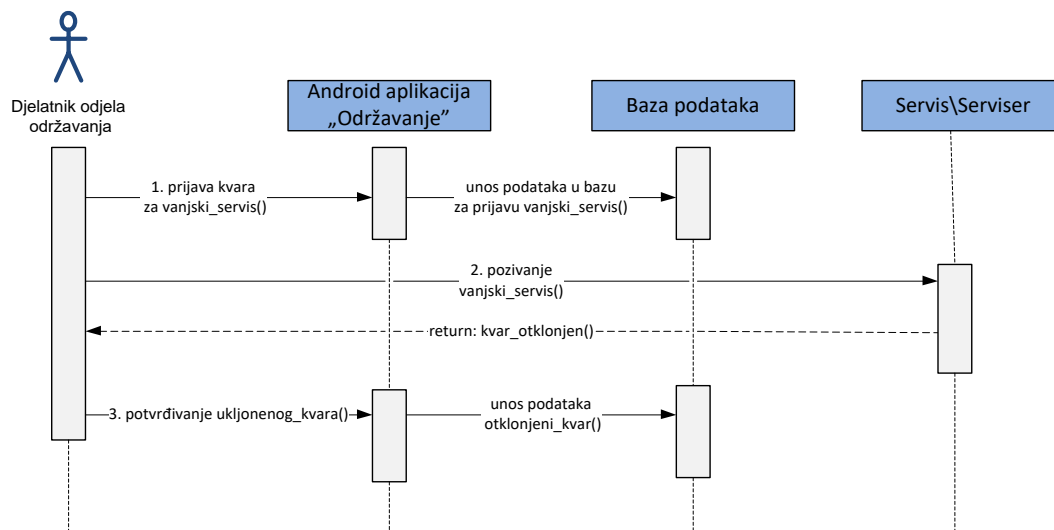 Djelatnik odjela
održavanja
Android aplikacija
„Održavanje”
Baza podataka
Servis\Serviser
1. prijava kvara
za vanjski_servis()
unos podataka u bazu
za prijavu vanjski_servis()
2. pozivanje
vanjski_servis()
return: kvar_otklonjen()
3. potvrđivanje ukljonenog_kvara()
unos podataka
otklonjeni_kvar()